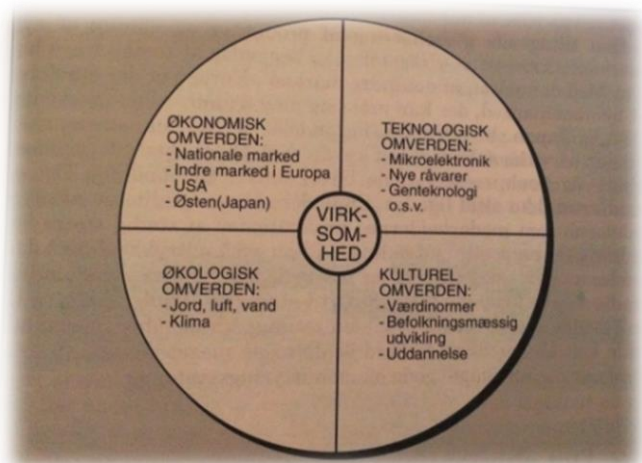 ØKONOMISK
OMVERDEN:
- Nationale marked
- Indre marked i Europa
- USA
- Østen(Japan)
TEKNOLOGISK
OMVERDEN:
- Mikroelektronik
- Nye råvarer
- Genteknologi
o.s.v.
VIRK-
SOM-
HED
ØKOLOGISK
OMVERDEN:
- Jord, luft, vand
- Klima
KULTUREL
OMVERDEN:
- Værdinormer
- Befolkningsmæssig
udvikling
- Uddannelse